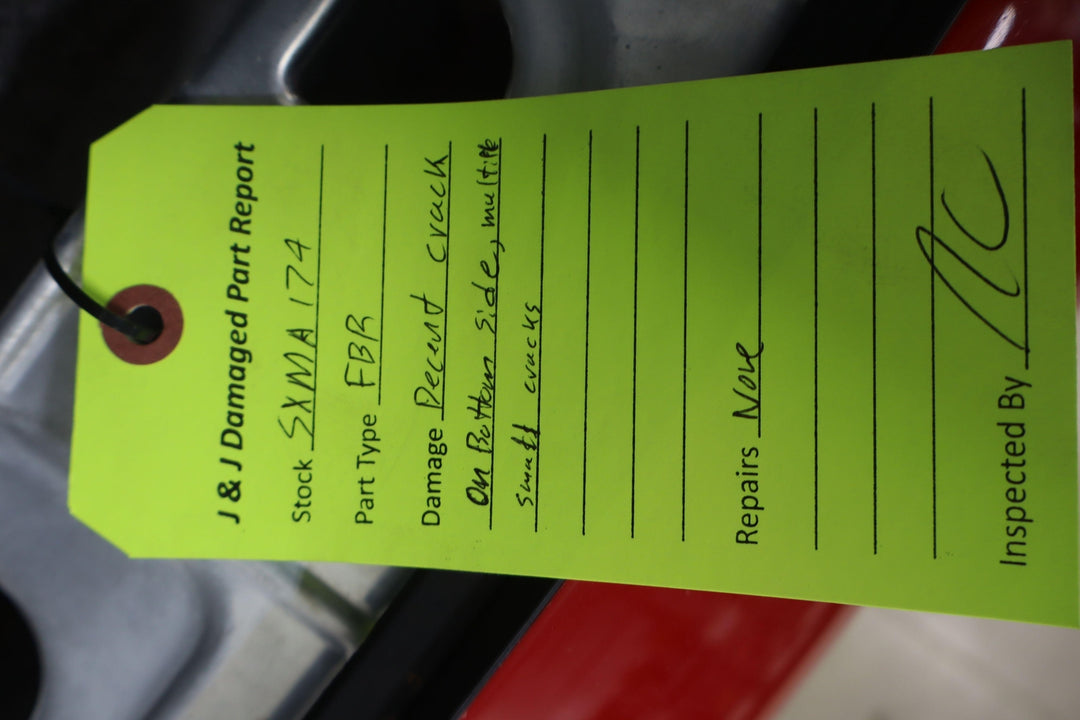 J & J Damaged Part Report
Stock SXMA174
Part Type FBR
Damage Decent crack
on Bottom side, multiple
small cracks
Repairs None
Inspected By